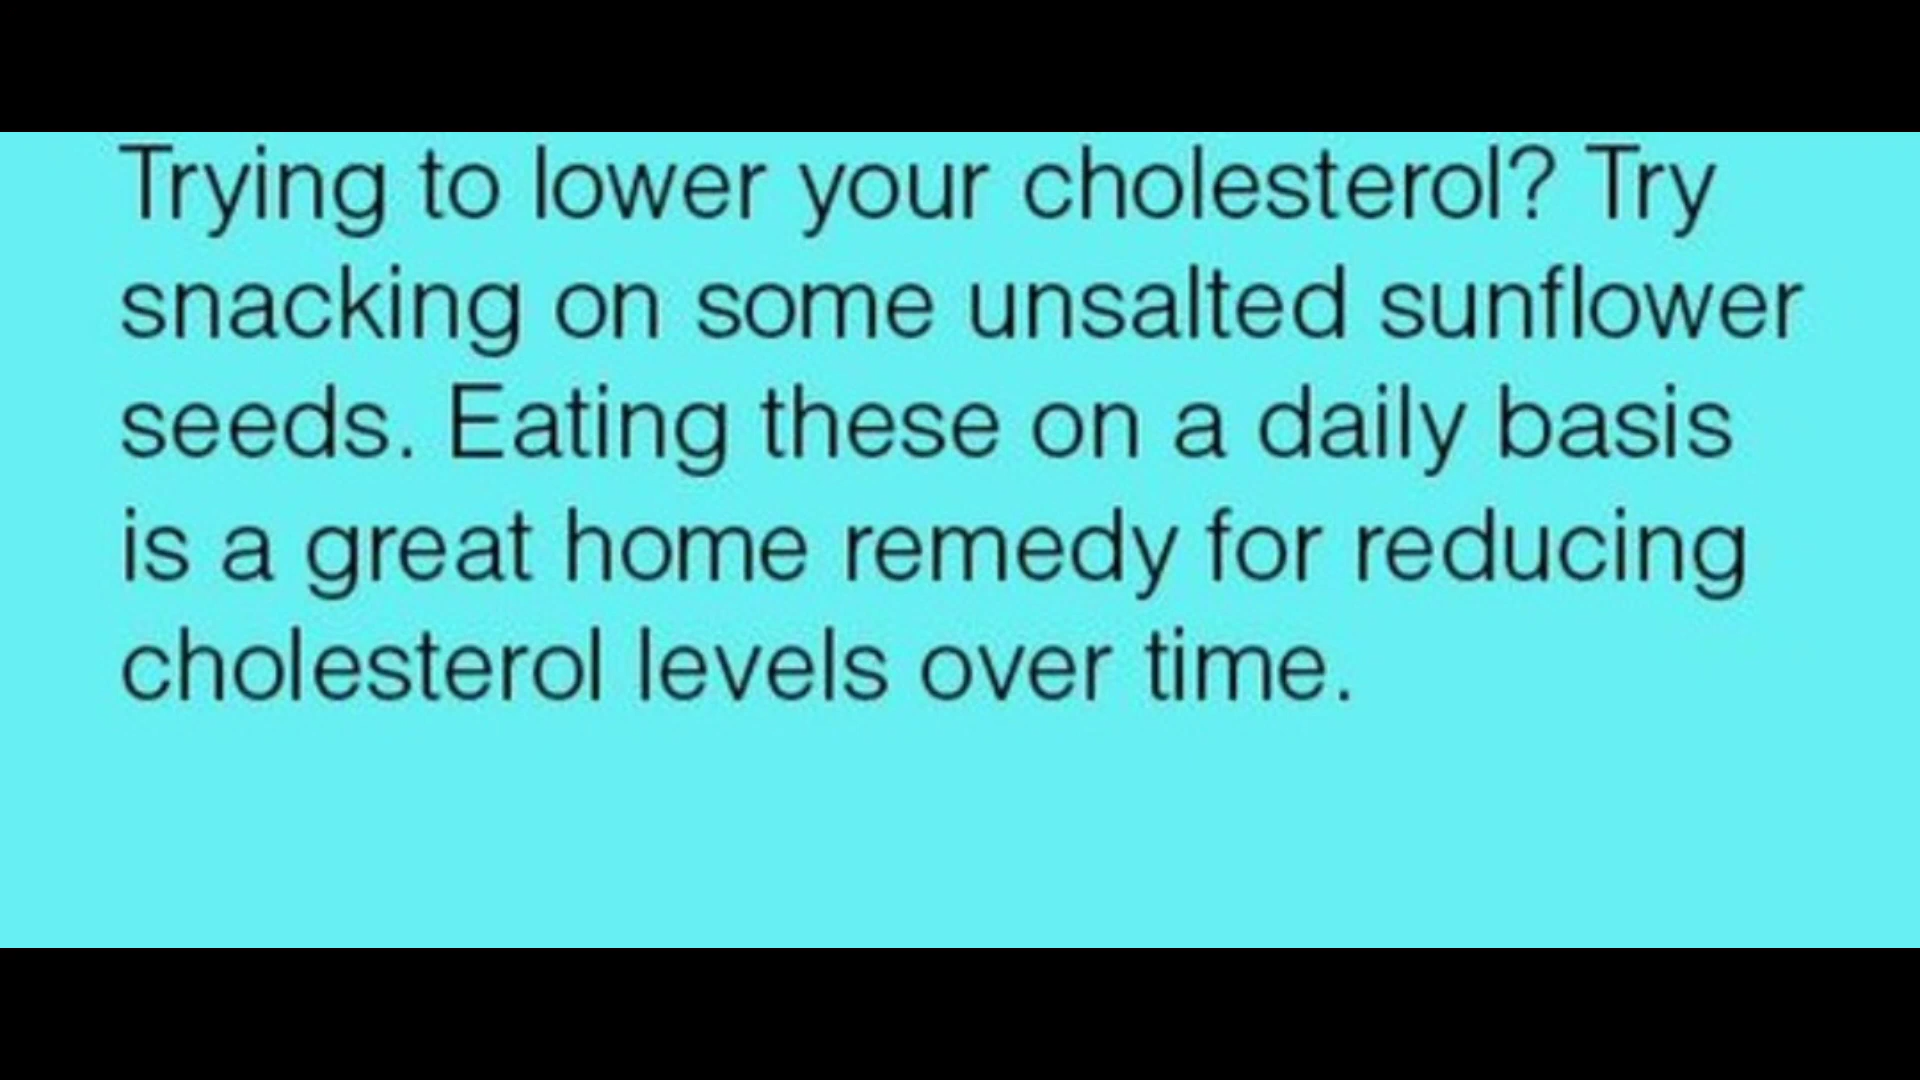 Trying to lower your cholesterol? Try
snacking on some unsalted sunflower
seeds. Eating these on a daily basis
is a great home remedy for reducing
cholesterol levels over time.